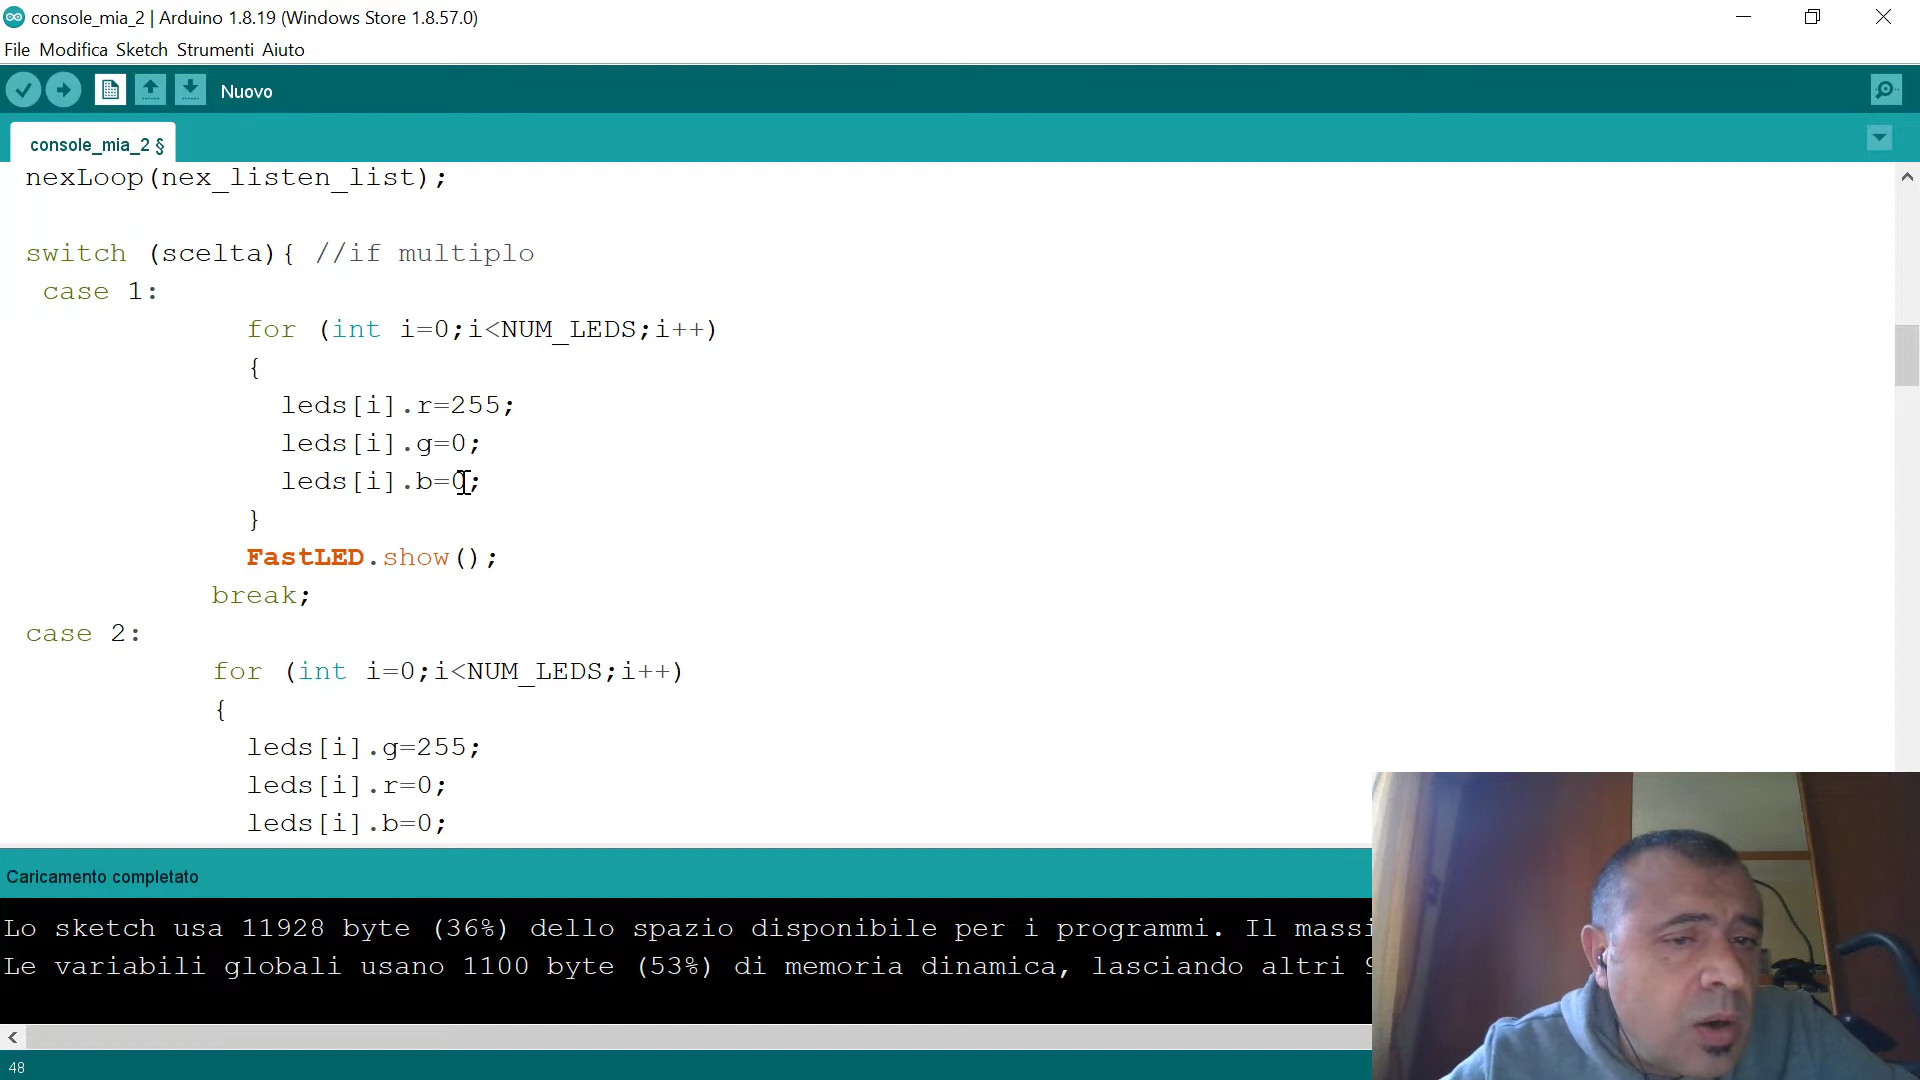 console_mia_2 | Arduino 1.8.19 (Windows Store 1.8.57.0)
File Modifica Sketch Strumenti Aiuto
Nuovo
console_mia_2 §
nexLoop(nex_listen_list);
switch (scelta){ //if multiplo
case 1:
for (int i=0;i<NUM_LEDS;i++)
{
leds[i].r=255;
leds[i].g=0;
leds[i].b=0;
}
FastLED.show();
break;
case 2:
for (int i=0;i<NUM_LEDS;i++)
{
leds[i].g=255;
leds[i].r=0;
leds[i].b=0;
Caricamento completato
Lo sketch usa 11928 byte (36%) dello spazio disponibile per i programmi. Il massi
Le variabili globali usano 1100 byte (53%) di memoria dinamica, lasciando altri 9
48